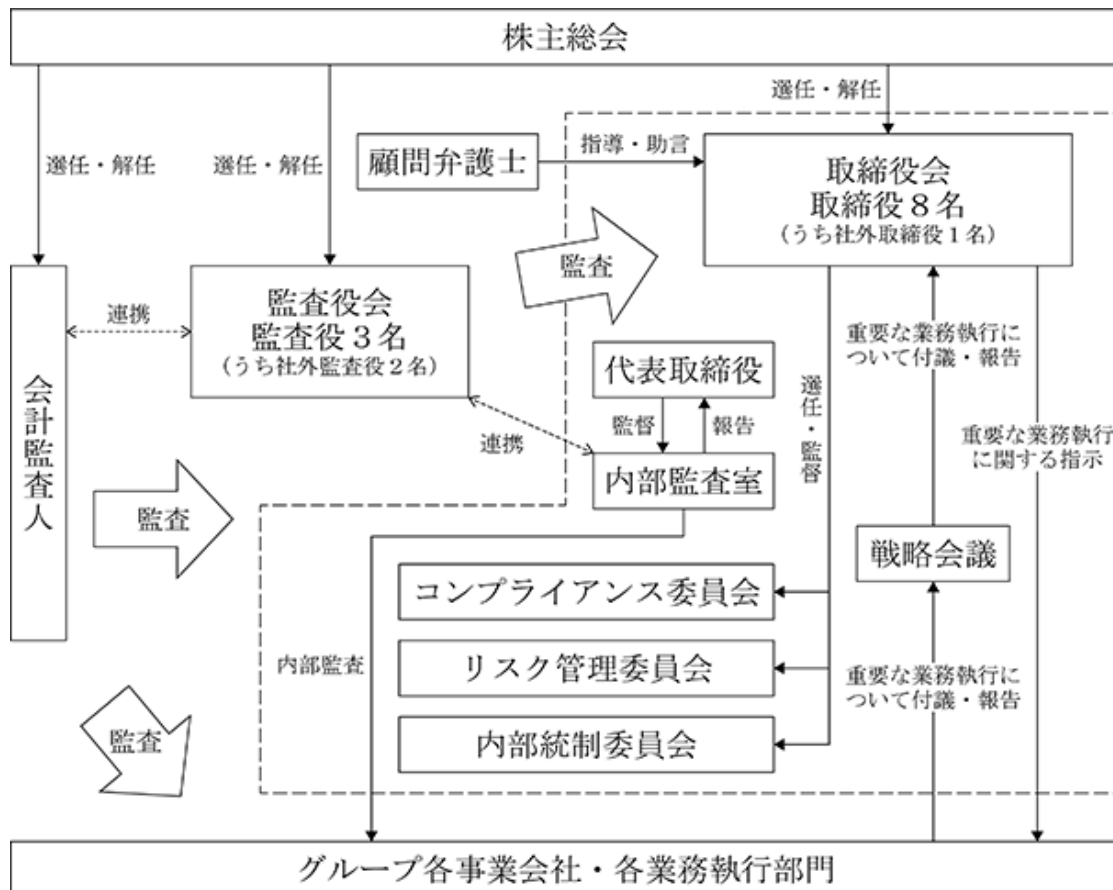 株主総会
選任・解任
選任・解任
選任・解任
顧問弁護士
指導・助言
取締役会
取締役8名
（うち社外取締役1名）
監査
監査役会
監査役3名
（うち社外監査役2名）
連携
会計監査人
代表取締役
監督
報告
連携
内部監査室
選任・監督
重要な業務執行に
ついて付議・報告
重要な業務執行
に関する指示
監査
戦略会議
コンプライアンス委員会
内部監査
リスク管理委員会
重要な業務執行に
ついて付議・報告
監査
内部統制委員会
グループ各事業会社・各業務執行部門